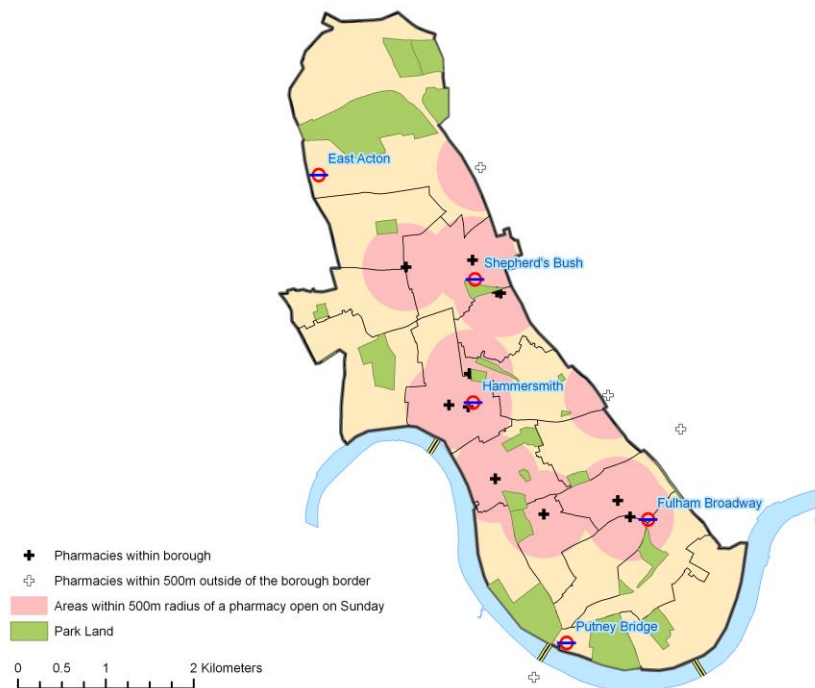 East Acton
Shepherd's Bush
Hammersmith
Fulham Broadway
Putney Bridge
Pharmacies within borough
Pharmacies within 500m outside of the borough border
Areas within 500m radius of a pharmacy open on Sunday
Park Land
0 0.5 1 2 Kilometers